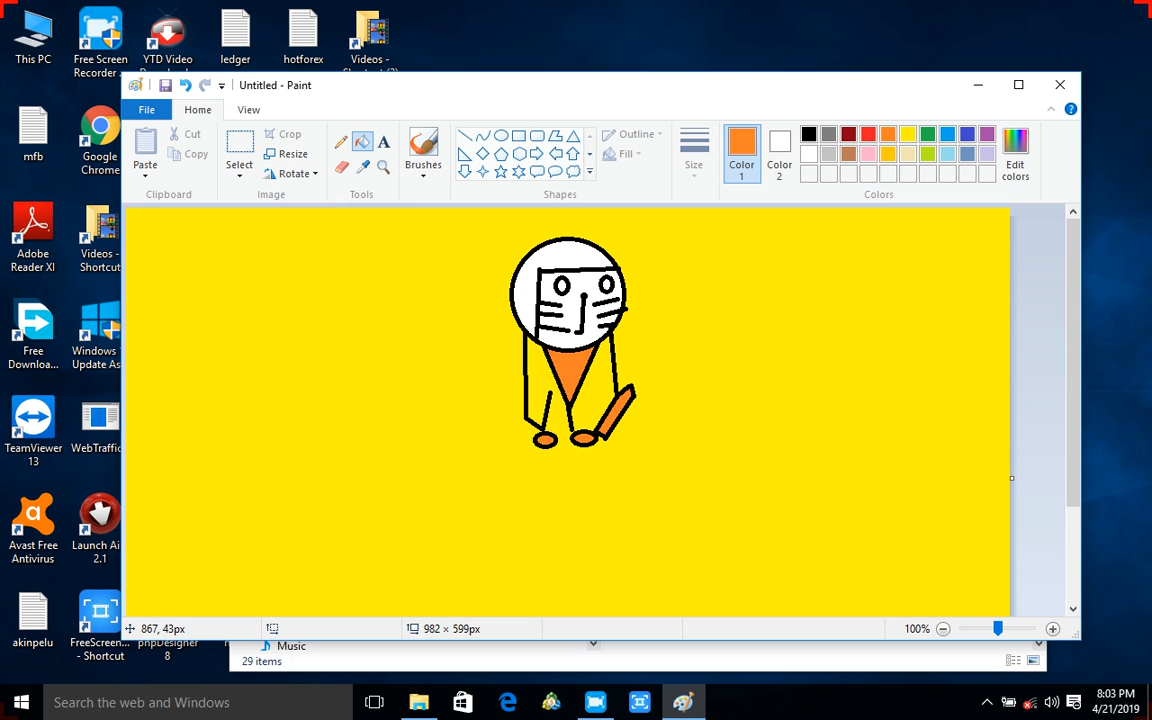 This PC
Free Screen
Recorder ...
YTD Video
ledger
hotforex
Videos -
Untitled - Paint
File
Home
View
Paste
Cut
Copy
Clipboard
Select
Crop
Resize
Rotate
Image
Tools
Brushes
Outline
Fill
Shapes
Size
Color
1
Color
2
Edit
colors
Colors
mfb
Google
Chrome
Adobe
Reader XI
Videos -
Shortcut
Free
Downloa...
Windows
Update As
TeamViewer
13
WebTraffic
Avast Free
Antivirus
Launch Ai
2.1
akinpelu
FreeScreen...
- Shortcut
phpDesigner
8
867, 43px
982 × 599px
100%
Music
29 items
Search the web and Windows
8:03 PM
4/21/2019